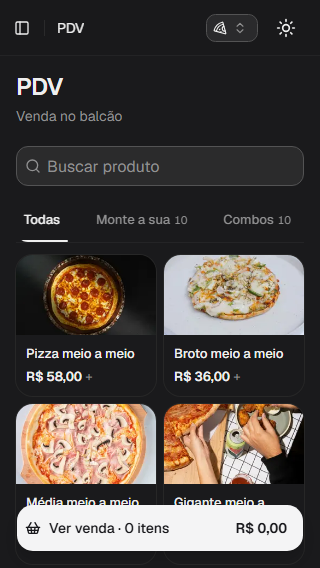 PDV
PDV
Venda no balcão
Buscar produto
Todas
Monte a sua 10
Combos 10
Pizza meio a meio
R$ 58,00 +
Broto meio a meio
R$ 36,00 +
Média meio a meio
Gigante meio a
Ver venda · 0 itens
R$ 0,00